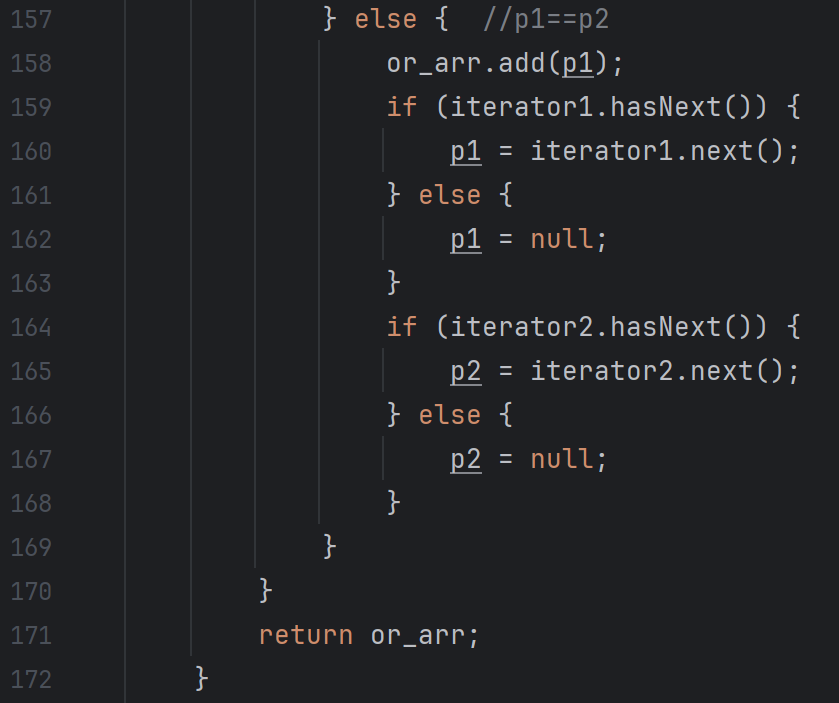 157 } else {  //p1==p2
158 or_arr.add(p1);
159 if (iterator1.hasNext()) {
160 p1 = iterator1.next();
161 } else {
162 p1 = null;
163 }
164 if (iterator2.hasNext()) {
165 p2 = iterator2.next();
166 } else {
167 p2 = null;
168 }
169 }
170 }
171 return or_arr;
172 }